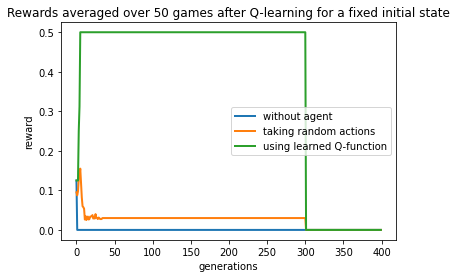 Rewards averaged over 50 games after Q-learning for a fixed initial state
0.5
0.4
0.3
0.2
0.1
0.0
reward
without agent
taking random actions
using learned Q-function
0 50 100 150 200 250 300 350 400
generations